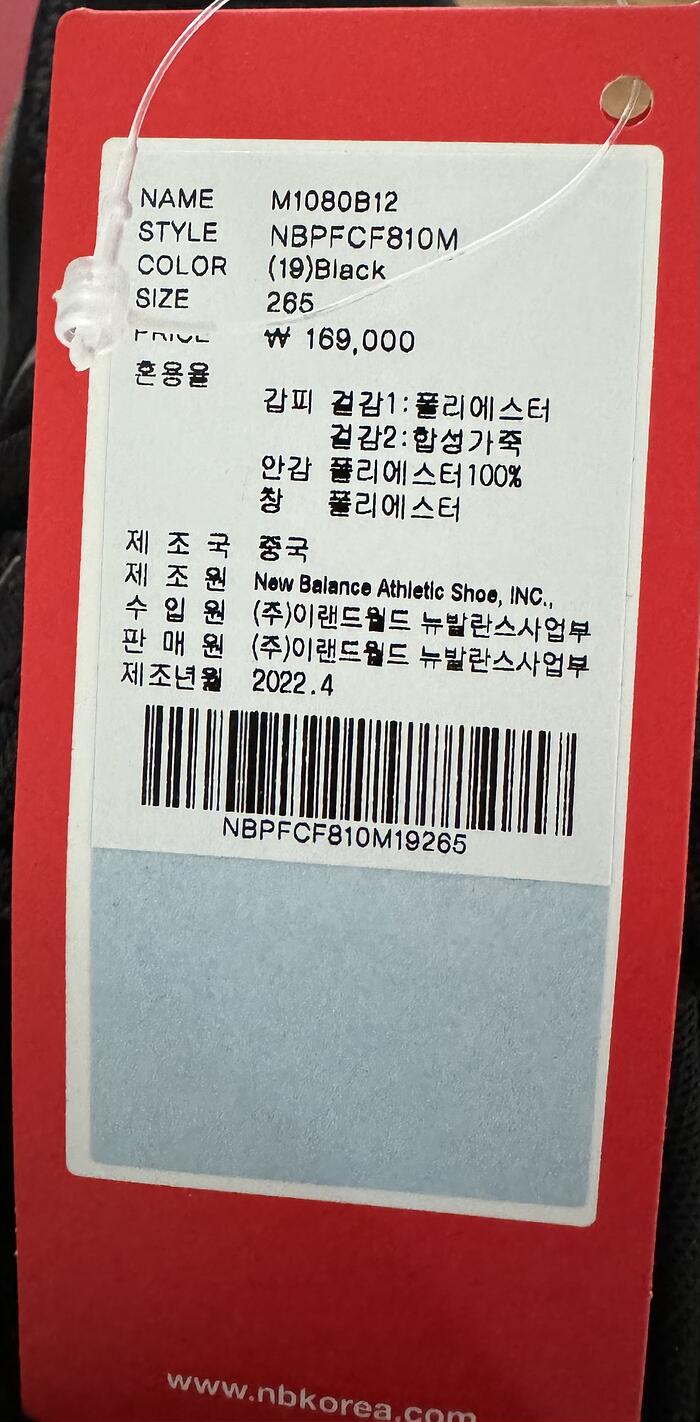 NAME M1080B12
STYLE NBPFCF810M
COLOR (19)Black
SIZE 265
PRICE ₩ 169,000
혼용율
갑피 겉감1:폴리에스터
겉감2:합성가죽
안감 폴리에스터100%
창 폴리에스터
제 조 국 중국
제 조 원 New Balance Athletic Shoe, INC.,
수 입 원 (주)이랜드월드 뉴발란스사업부
판 매 원 (주)이랜드월드 뉴발란스사업부
제조년월 2022.4
NBPFCF810M19265
www.nbkorea.com